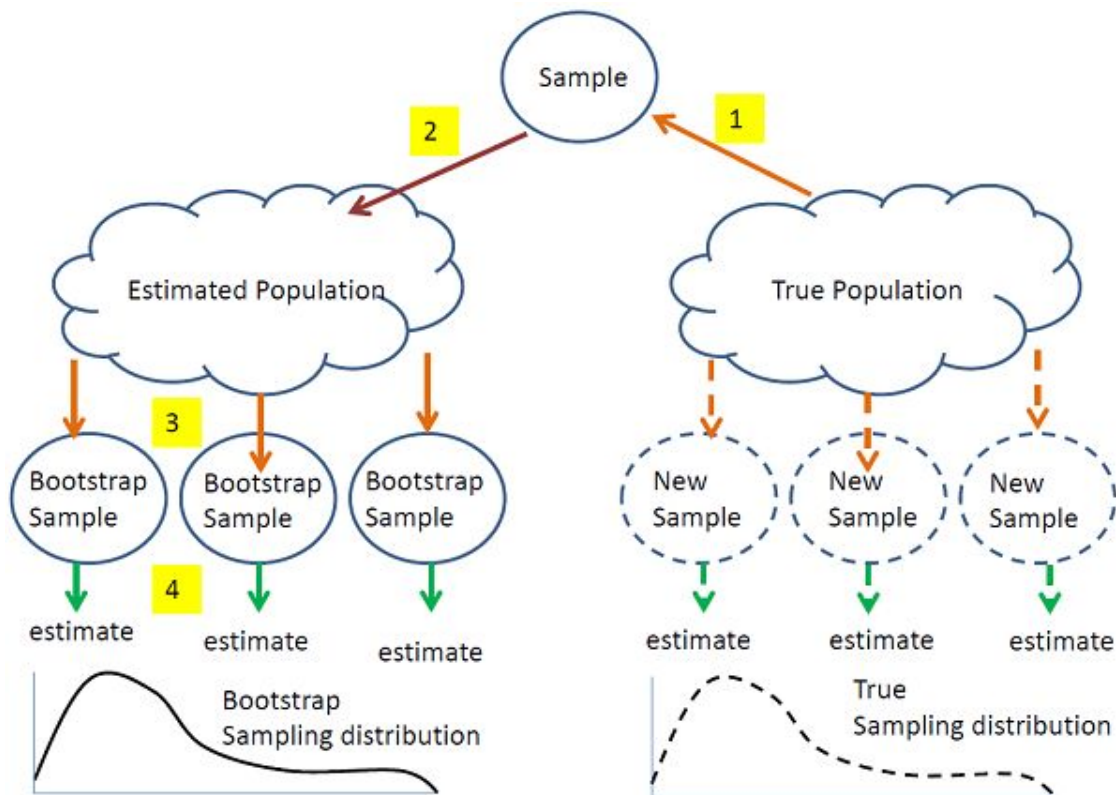 Sample
1
2
Estimated Population
True Population
3
Bootstrap
Sample
Bootstrap
Sample
Bootstrap
Sample
New
Sample
New
Sample
New
Sample
4
estimate
estimate
estimate
estimate
estimate
estimate
Bootstrap
Sampling distribution
True
Sampling distribution